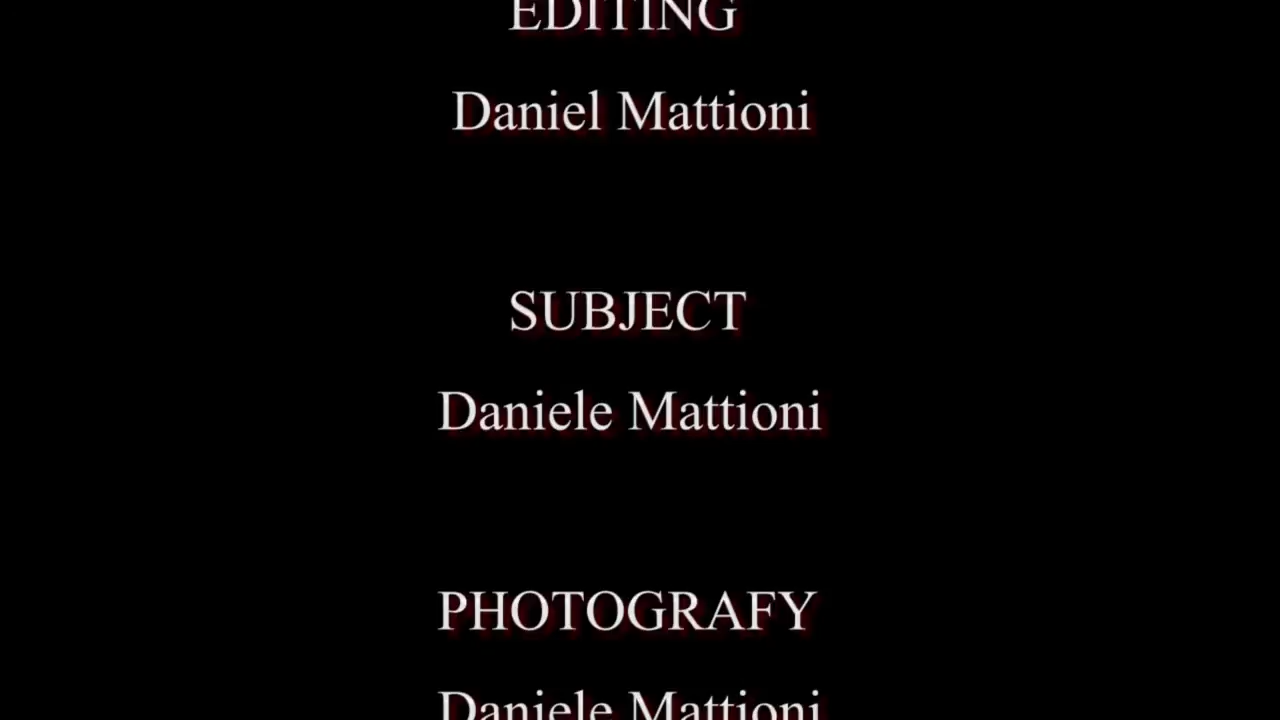 EDITING
Daniel Mattioni
SUBJECT
Daniele Mattioni
PHOTOGRAFY
Daniele Mattioni